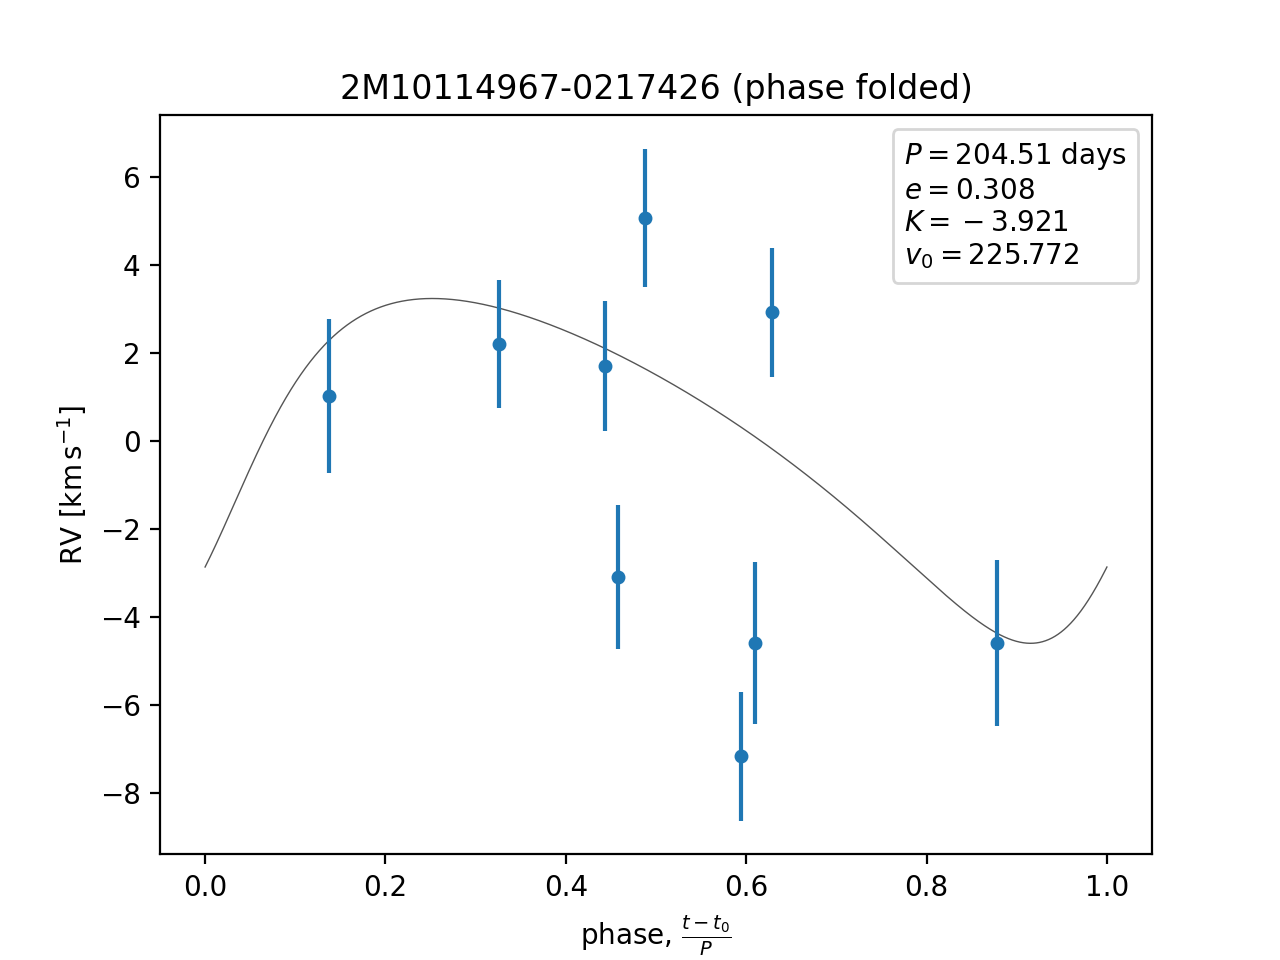 2M10114967-0217426 (phase folded)
P = 204.51 days
e = 0.308
K = −3.921
v₀ = 225.772
6
4
2
0
−2
−4
−6
−8
RV [km s⁻¹]
0.0 0.2 0.4 0.6 0.8 1.0
phase, (t − t₀)/P